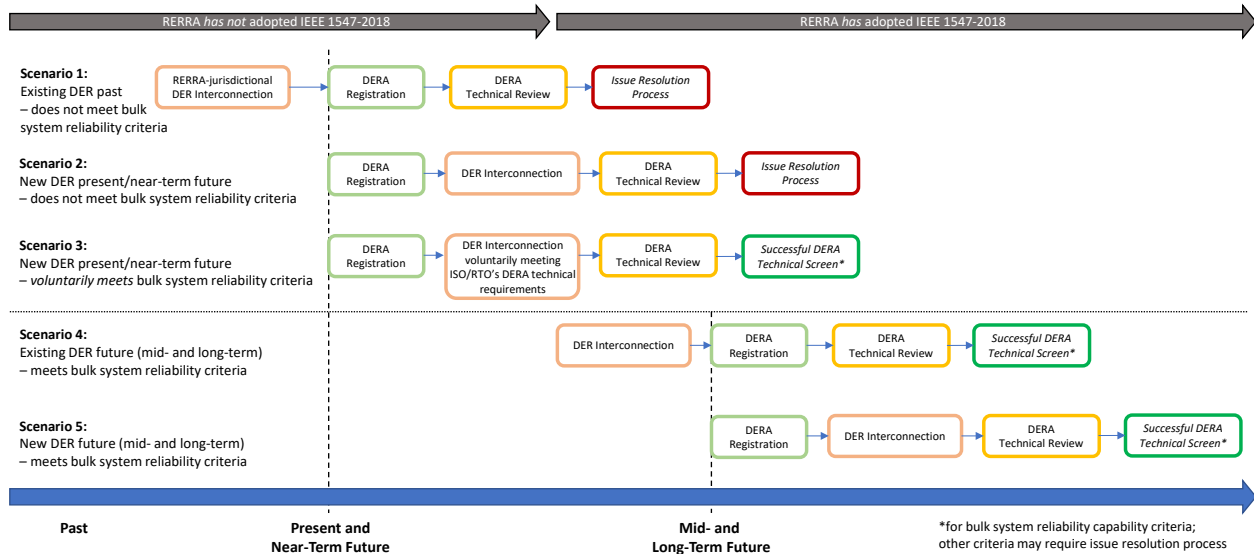 RERRA has not adopted IEEE 1547-2018
RERRA has adopted IEEE 1547-2018
Scenario 1:
Existing DER past
– does not meet bulk
system reliability criteria
RERRA-jurisdictional
DER Interconnection
DERA
Registration
DERA
Technical Review
Issue Resolution
Process
Scenario 2:
New DER present/near-term future
– does not meet bulk system reliability criteria
DERA
Registration
DER Interconnection
DERA
Technical Review
Issue Resolution
Process
Scenario 3:
New DER present/near-term future
– voluntarily meets bulk system reliability criteria
DERA
Registration
DER Interconnection
voluntarily meeting
ISO/RTO’s DERA technical
requirements
DERA
Technical Review
Successful DERA
Technical Screen*
Scenario 4:
Existing DER future (mid- and long-term)
– meets bulk system reliability criteria
DER Interconnection
DERA
Registration
DERA
Technical Review
Successful DERA
Technical Screen*
Scenario 5:
New DER future (mid- and long-term)
– meets bulk system reliability criteria
DERA
Registration
DER Interconnection
DERA
Technical Review
Successful DERA
Technical Screen*
Past
Present and
Near-Term Future
Mid- and
Long-Term Future
*for bulk system reliability capability criteria;
other criteria may require issue resolution process